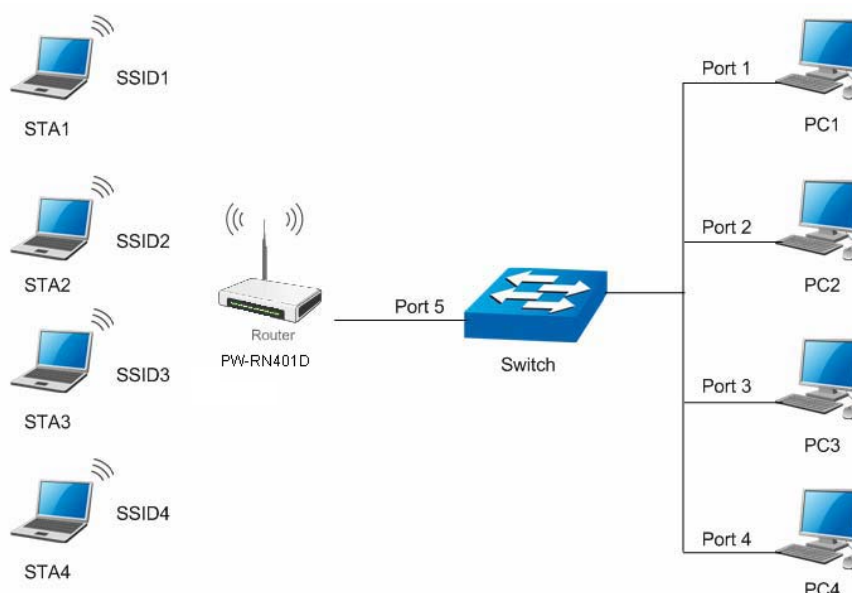 SSID1
STA1
SSID2
STA2
SSID3
STA3
SSID4
STA4
Router
PW-RN401D
Port 5
Switch
Port 1
PC1
Port 2
PC2
Port 3
PC3
Port 4
PC4